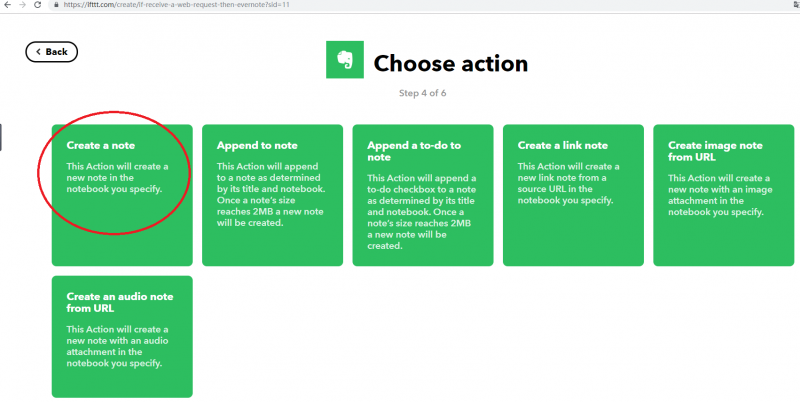 https://ifttt.com/create/if-receive-a-web-request-then-evernote?sid=11
Back
Choose action
Step 4 of 6
Create a note
This Action will create a
new note in the
notebook you specify.
Append to note
This Action will append
to a note as determined
by its title and notebook.
Once a note's size
reaches 2MB a new note
will be created.
Append a to-do to
note
This Action will append a
to-do checkbox to a note
as determined by its title
and notebook. Once a
note's size reaches 2MB
a new note will be
created.
Create a link note
This Action will create a
new link note from a
source URL in the
notebook you specify.
Create image note
from URL
This Action will create a
new note with an image
attachment in the
notebook you specify.
Create an audio note
from URL
This Action will create a
new note with an audio
attachment in the
notebook you specify.